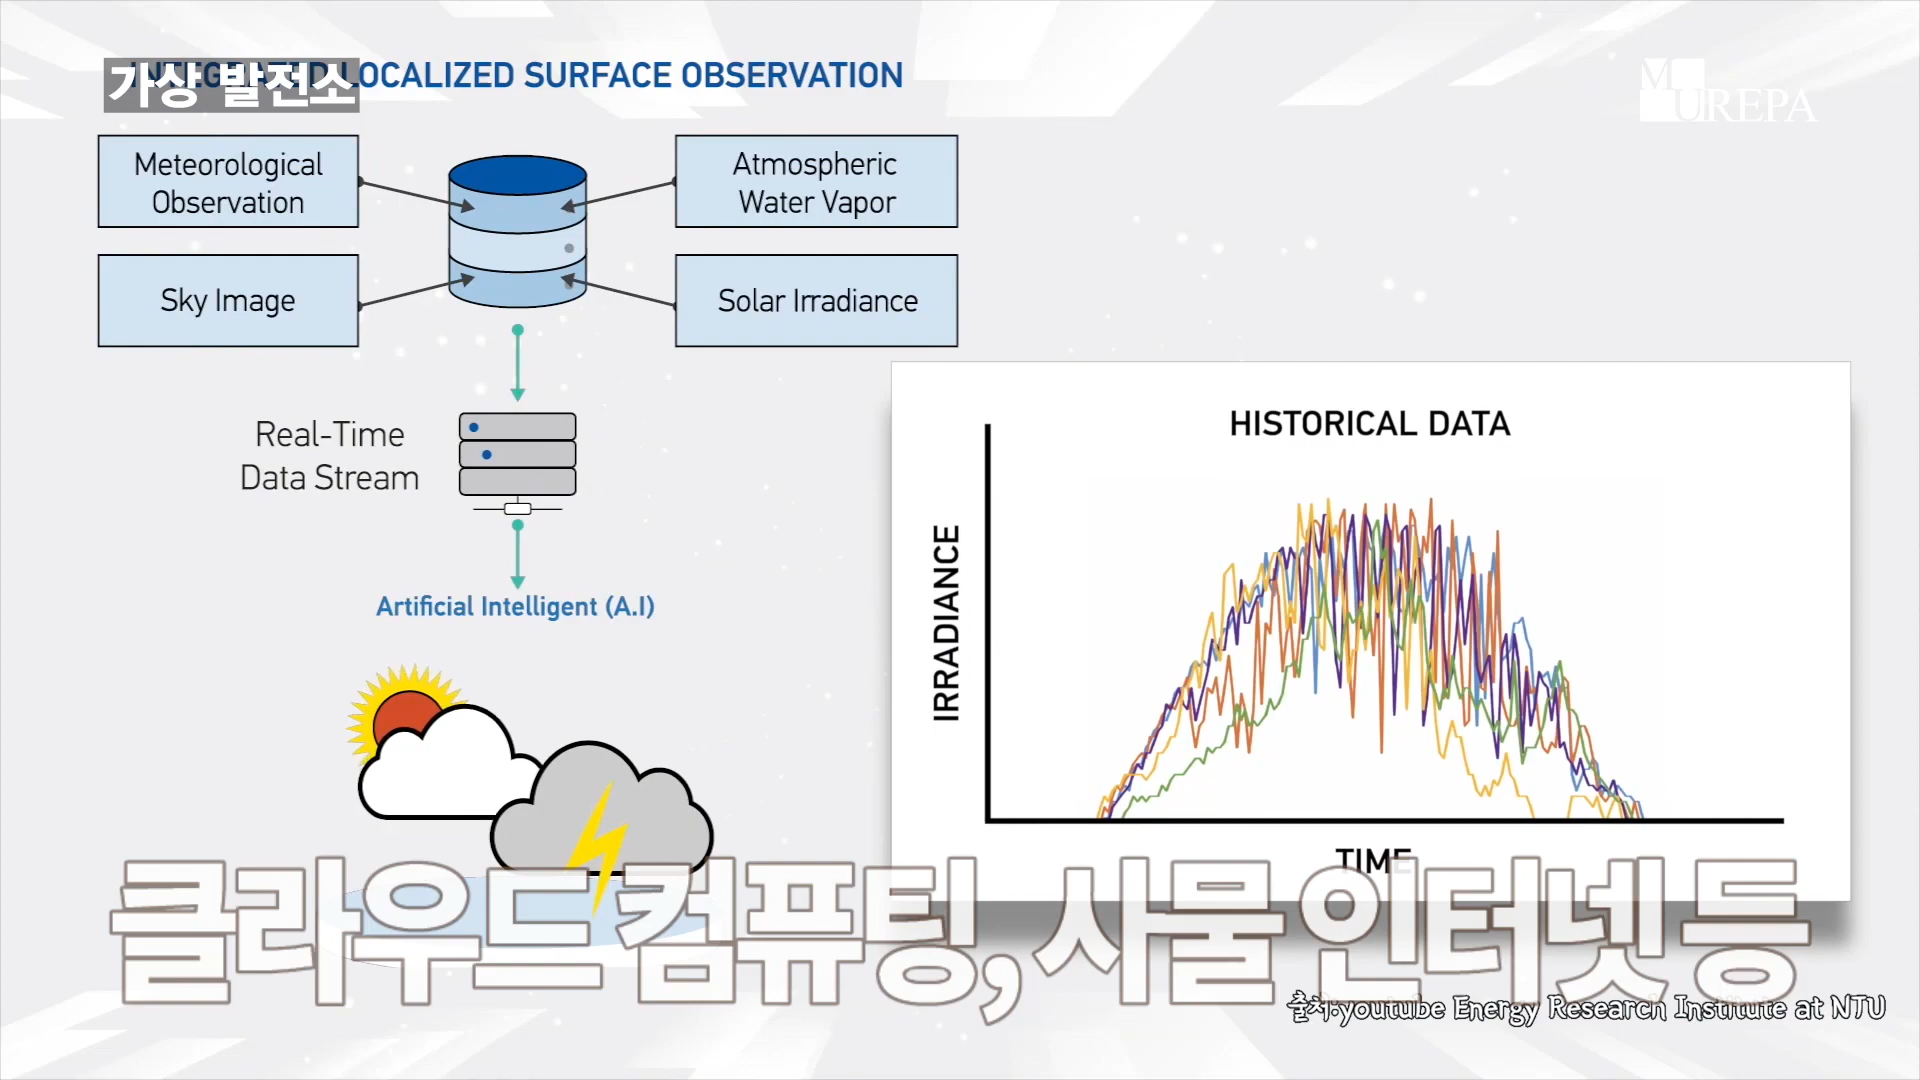 가상 발전소
LOCALIZED SURFACE OBSERVATION
MUREPA
Meteorological
Observation
Atmospheric
Water Vapor
Sky Image
Solar Irradiance
Real-Time
Data Stream
Artificial Intelligent (A.I)
HISTORICAL DATA
IRRADIANCE
TIME
클라우드 컴퓨팅, 사물 인터넷 등
출처:youtube Energy Research Institute at NTU